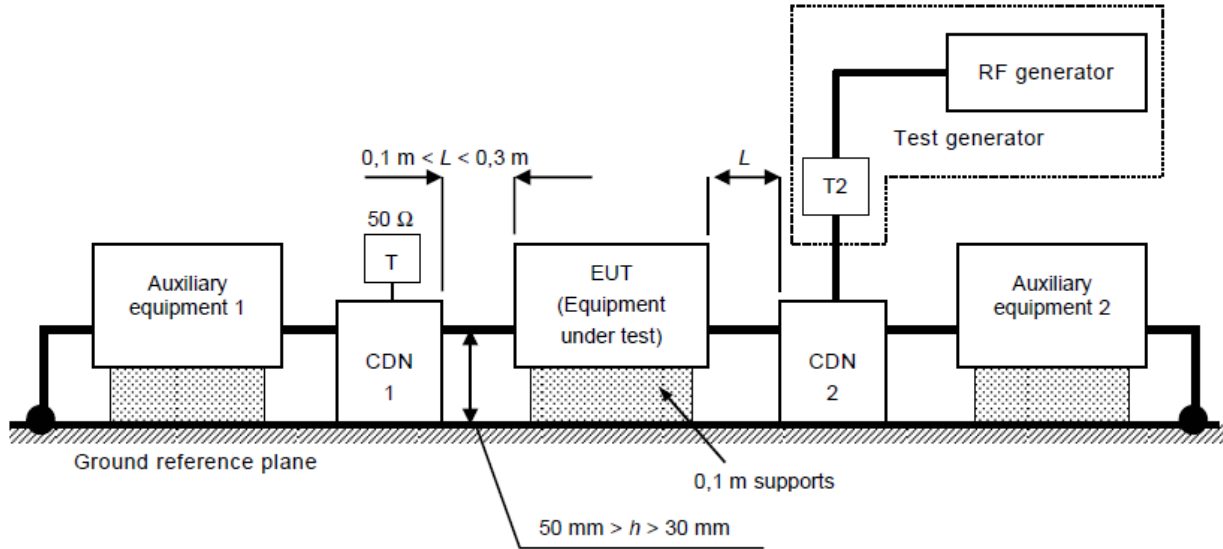 RF generator
Test generator
0,1 m < L < 0,3 m
L
T2
50 Ω
T
Auxiliary
equipment 1
EUT
(Equipment
under test)
Auxiliary
equipment 2
CDN
1
CDN
2
Ground reference plane
0,1 m supports
50 mm > h > 30 mm